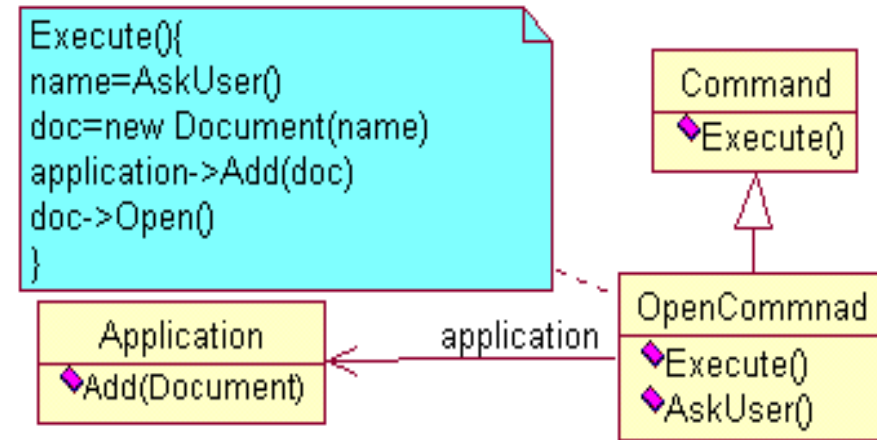 Execute(){
name=AskUser()
doc=new Document(name)
application->Add(doc)
doc->Open()
}
Command
Execute()
Application
Add(Document)
application
OpenCommnad
Execute()
AskUser()